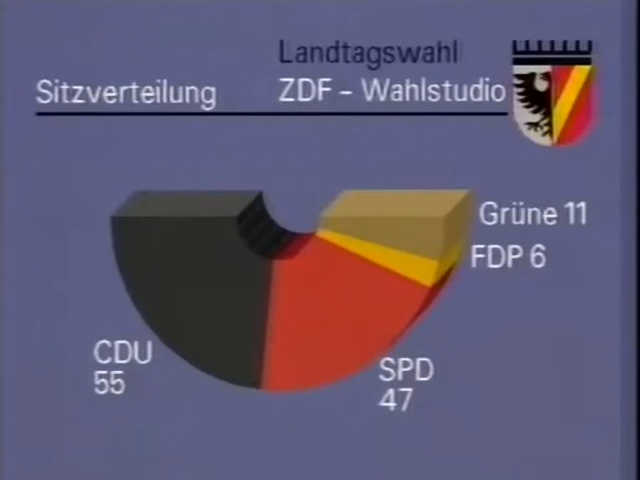 Landtagswahl
Sitzverteilung ZDF – Wahlstudio
Grüne 11
FDP 6
CDU
55
SPD
47